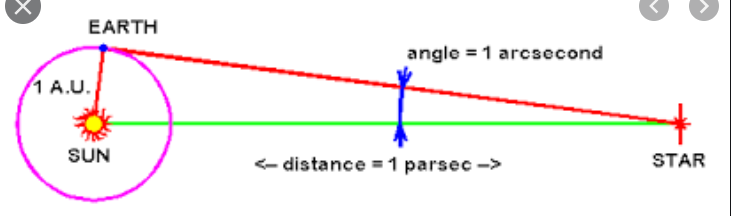 EARTH
angle = 1 arcsecond
1 A.U.
SUN
<– distance = 1 parsec –>
STAR